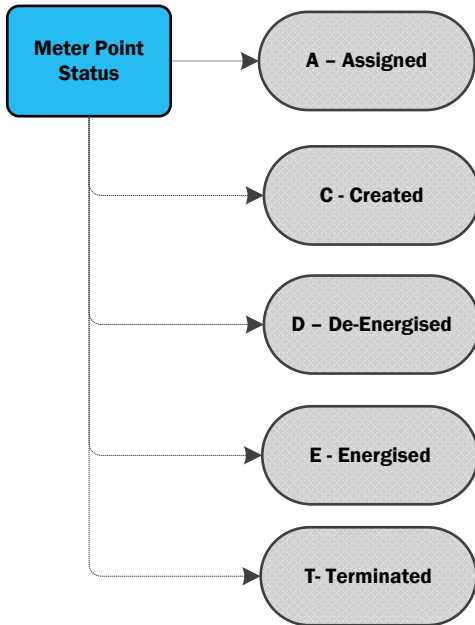 Meter Point
Status
A – Assigned
C - Created
D – De-Energised
E - Energised
T- Terminated